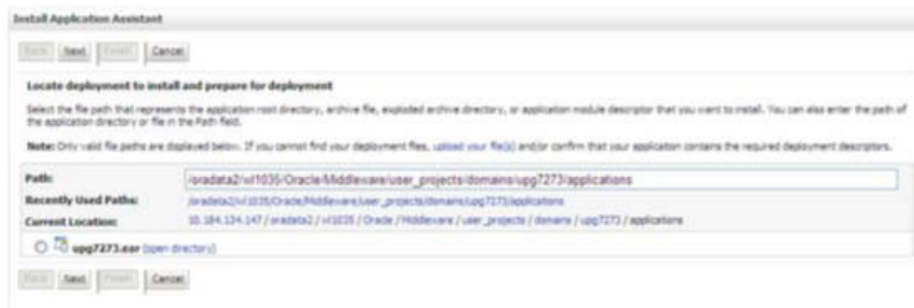 Install Application Assistant
Back Next Finish Cancel
Locate deployment to install and prepare for deployment
Select the file path that represents the application root directory, archive file, exploded archive directory, or application module descriptor that you want to install. You can also enter the path of
the application directory or file in the Path field.
Note: Only valid file paths are displayed below. If you cannot find your deployment files, upload your file(s) and/or confirm that your application contains the required deployment descriptors.
Path: /oradata2/wl1035/Oracle/Middleware/user_projects/domains/upg7273/applications
Recently Used Paths: /oradata2/wl1035/Oracle/Middleware/user_projects/domains/upg7273/applications
Current Location: 10.184.134.147 / oradata2 / wl1035 / Oracle / Middleware / user_projects / domains / upg7273 / applications
upg7273.ear (open directory)
Back Next Finish Cancel